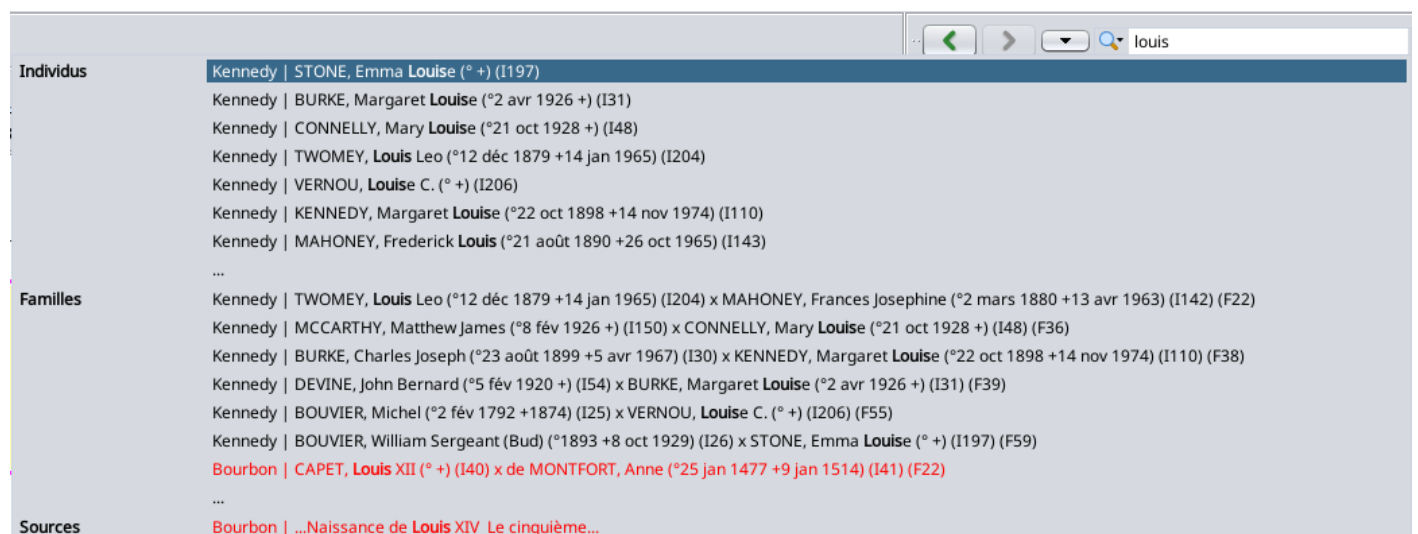 louis
Individus Kennedy | STONE, Emma Louise (° +) (I197)
Kennedy | BURKE, Margaret Louise (°2 avr 1926 +) (I31)
Kennedy | CONNELLY, Mary Louise (°21 oct 1928 +) (I48)
Kennedy | TWOMEY, Louis Leo (°12 déc 1879 +14 jan 1965) (I204)
Kennedy | VERNOU, Louise C. (° +) (I206)
Kennedy | KENNEDY, Margaret Louise (°22 oct 1898 +14 nov 1974) (I110)
Kennedy | MAHONEY, Frederick Louis (°21 août 1890 +26 oct 1965) (I143)
...
Familles Kennedy | TWOMEY, Louis Leo (°12 déc 1879 +14 jan 1965) (I204) x MAHONEY, Frances Josephine (°2 mars 1880 +13 avr 1963) (I142) (F22)
Kennedy | MCCARTHY, Matthew James (°8 fév 1926 +) (I150) x CONNELLY, Mary Louise (°21 oct 1928 +) (I48) (F36)
Kennedy | BURKE, Charles Joseph (°23 août 1899 +5 avr 1967) (I30) x KENNEDY, Margaret Louise (°22 oct 1898 +14 nov 1974) (I110) (F38)
Kennedy | DEVINE, John Bernard (°5 fév 1920 +) (I54) x BURKE, Margaret Louise (°2 avr 1926 +) (I31) (F39)
Kennedy | BOUVIER, Michel (°2 fév 1792 +1874) (I25) x VERNOU, Louise C. (° +) (I206) (F55)
Kennedy | BOUVIER, William Sergeant (Bud) (°1893 +8 oct 1929) (I26) x STONE, Emma Louise (° +) (I197) (F59)
Bourbon | CAPET, Louis XII (° +) (I40) x de MONTFORT, Anne (°25 jan 1477 +9 jan 1514) (I41) (F22)
...
Sources Bourbon | ...Naissance de Louis XIV Le cinquième...